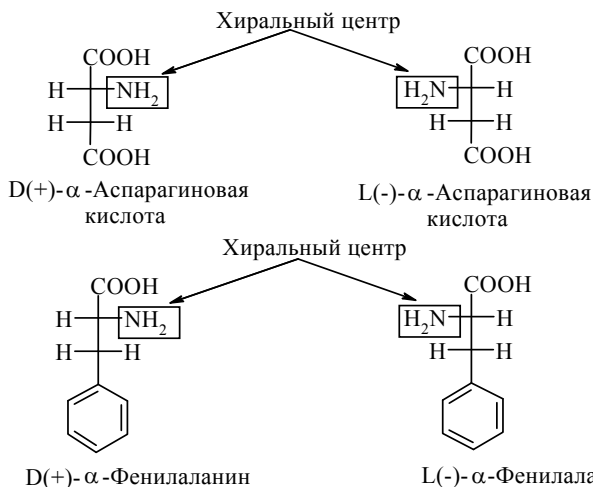 Хиральный центр
COOH COOH
H NH2 H2N H
H H H H
COOH COOH
D(+)-α-Аспарагиновая L(-)-α-Аспарагиновая
кислота кислота
Хиральный центр
COOH COOH
H NH2 H2N H
H H H H
D(+)-α-Фенилаланин L(-)-α-Фенилала